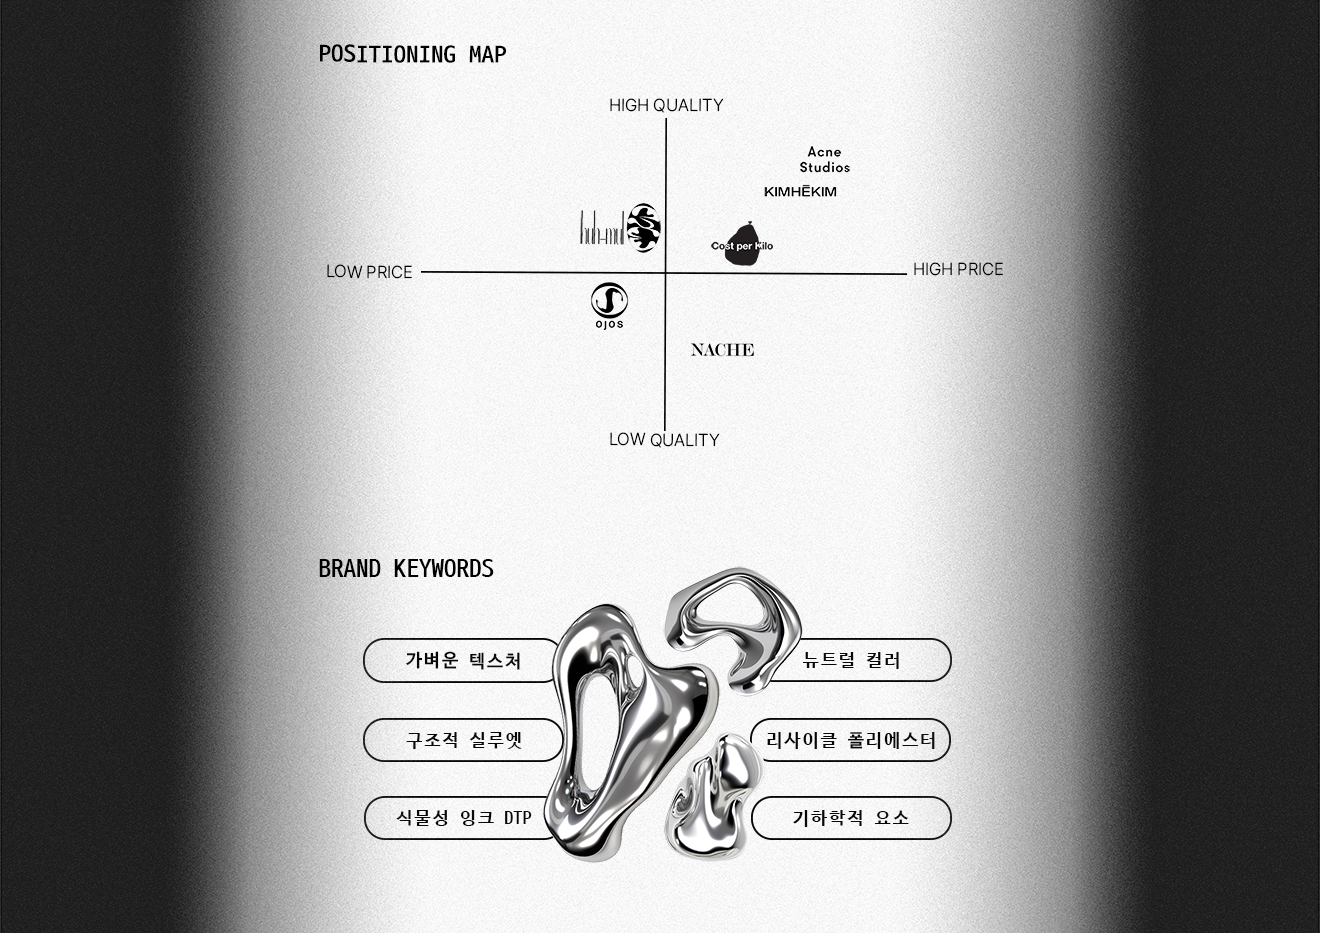 POSITIONING MAP
HIGH QUALITY
Acne
Studios
KIMHĒKIM
huh-mul
Cost per Kilo
LOW PRICE
HIGH PRICE
ojos
NACHE
LOW QUALITY
BRAND KEYWORDS
가벼운 텍스처
뉴트럴 컬러
구조적 실루엣
리사이클 폴리에스터
식물성 잉크 DTP
기하학적 요소